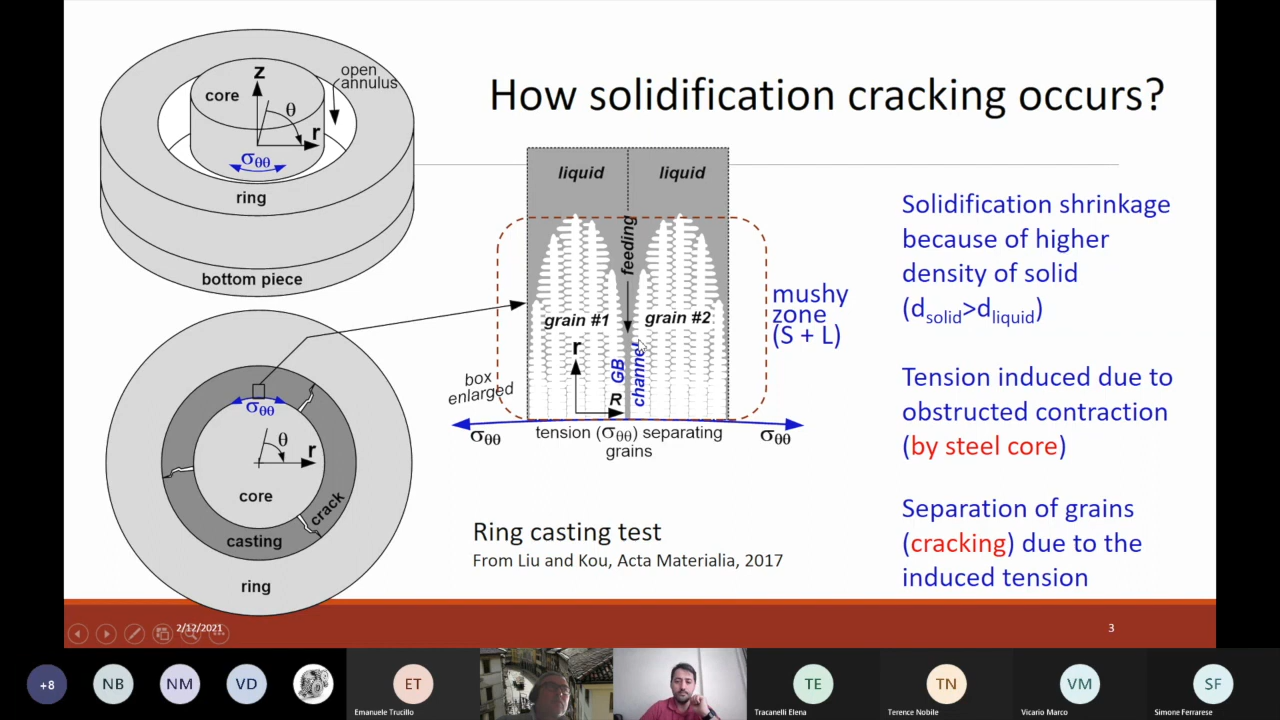 How solidification cracking occurs?
z
core
open
annulus
θ
r
σθθ
ring
bottom piece
σθθ
θ
r
core
crack
casting
ring
liquid
liquid
feeding
grain #1
grain #2
r
GB
channel
R
box
enlarged
mushy
zone
(S + L)
σθθ
tension (σθθ) separating
grains
σθθ
Ring casting test
From Liu and Kou, Acta Materialia, 2017
Solidification shrinkage
because of higher
density of solid
(dsolid>dliquid)
Tension induced due to
obstructed contraction
(by steel core)
Separation of grains
(cracking) due to the
induced tension
2/12/2021
3
+8
NB
NM
VD
ET
Emanuele Trucillo
TE
Tracanelli Elena
TN
Terence Nobile
VM
Vicario Marco
SF
Simone Ferrarese